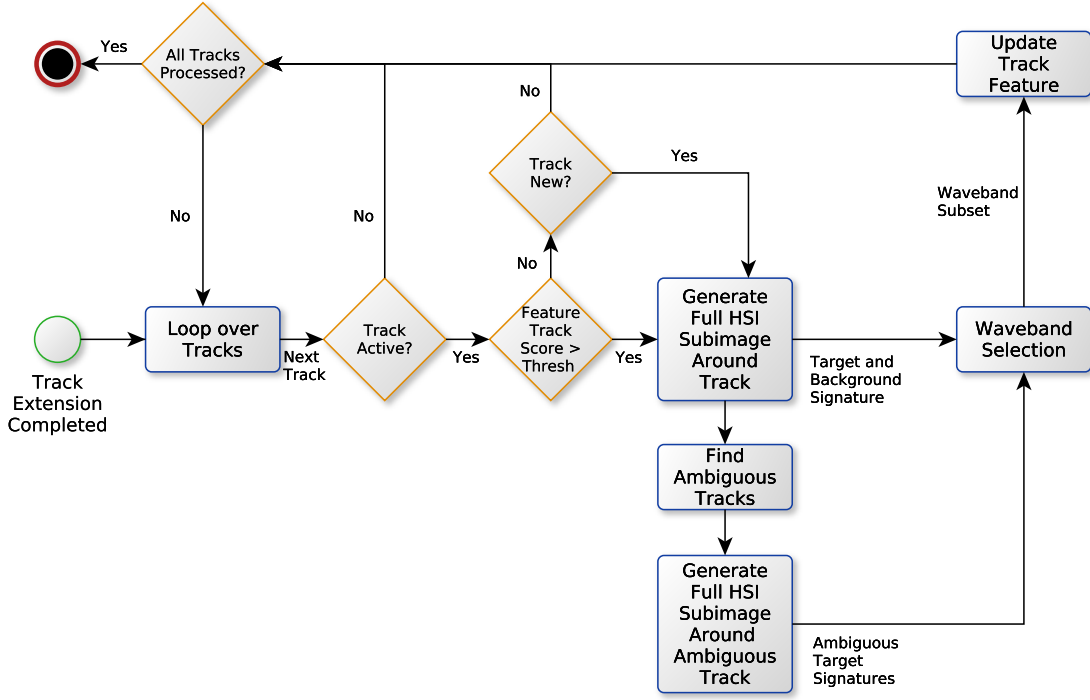 Yes
All Tracks
Processed?
Update
Track
Feature
No
Track
New?
Yes
Waveband
Subset
No
No
No
Track
Extension
Completed
Loop over
Tracks
Next
Track
Track
Active?
Yes
Feature
Track
Score >
Thresh
Yes
Generate
Full HSI
Subimage
Around
Track
Target and
Background
Signature
Waveband
Selection
Find
Ambiguous
Tracks
Generate
Full HSI
Subimage
Around
Ambiguous
Track
Ambiguous
Target
Signatures